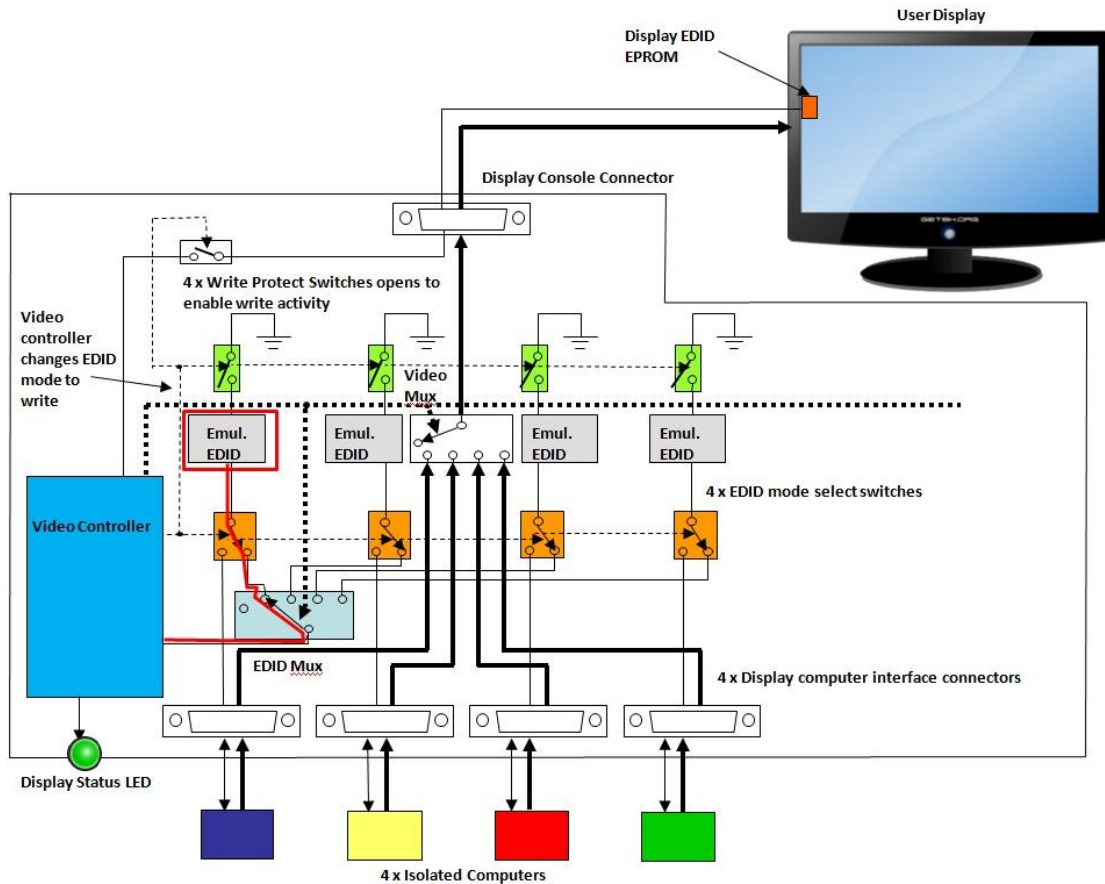 User Display
Display EDID
EPROM
GETEK.ORG
Display Console Connector
4 x Write Protect Switches opens to
enable write activity
Video
controller
changes EDID
mode to
write
Video
Mux
Emul.
EDID
Emul.
EDID
Emul.
EDID
Emul.
EDID
4 x EDID mode select switches
Video Controller
EDID Mux
4 x Display computer interface connectors
Display Status LED
4 x Isolated Computers